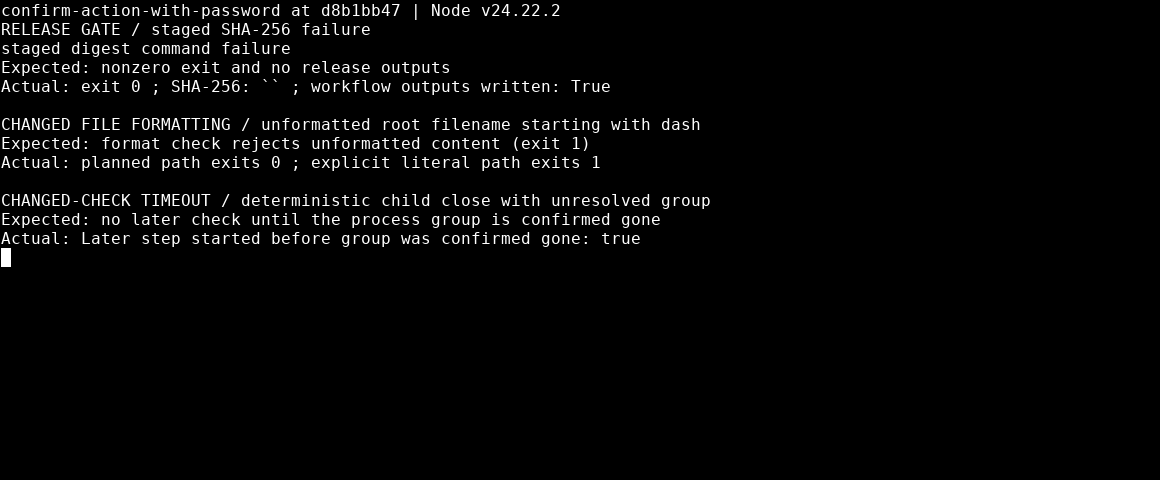 confirm-action-with-password at d8b1bb47 | Node v24.22.2
RELEASE GATE / staged SHA-256 failure
staged digest command failure
Expected: nonzero exit and no release outputs
Actual: exit 0 ; SHA-256: `` ; workflow outputs written: True
CHANGED FILE FORMATTING / unformatted root filename starting with dash
Expected: format check rejects unformatted content (exit 1)
Actual: planned path exits 0 ; explicit literal path exits 1
CHANGED-CHECK TIMEOUT / deterministic child close with unresolved group
Expected: no later check until the process group is confirmed gone
Actual: Later step started before group was confirmed gone: true